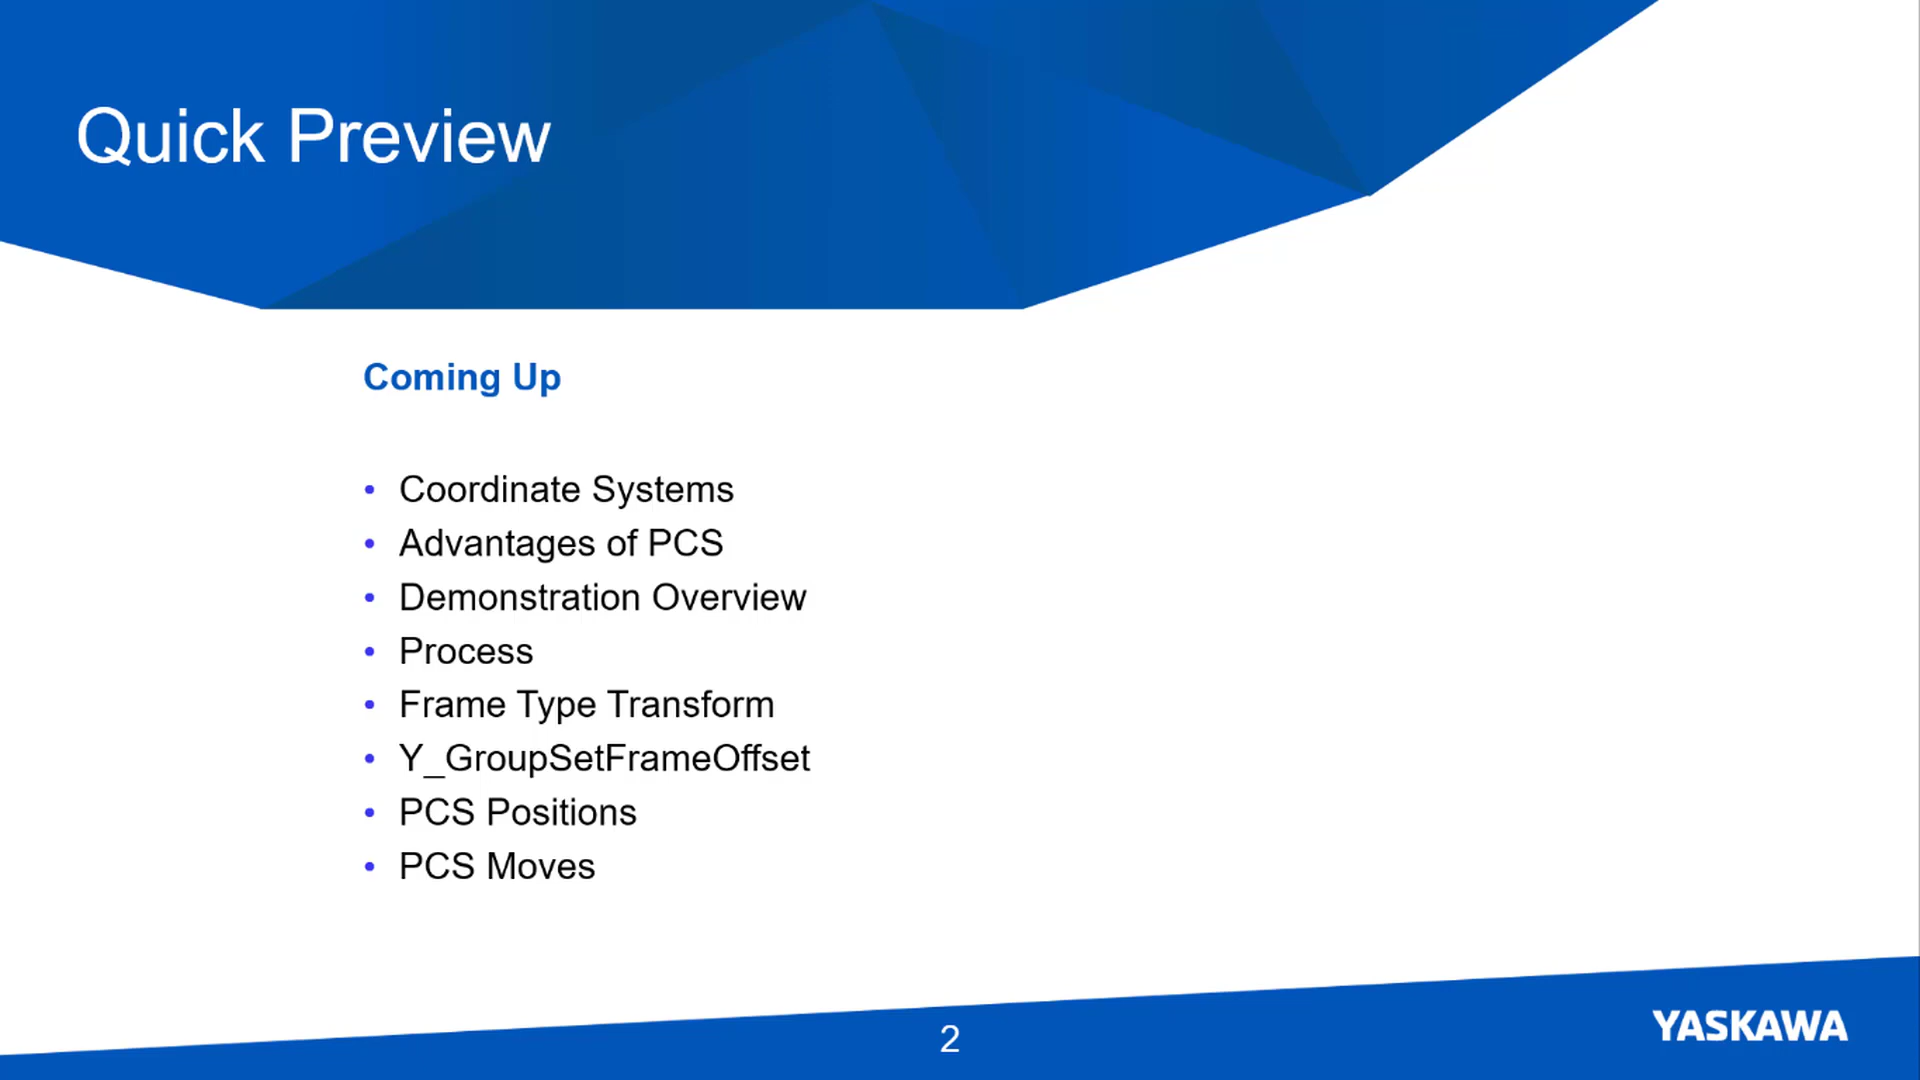 Quick Preview
Coming Up
• Coordinate Systems
• Advantages of PCS
• Demonstration Overview
• Process
• Frame Type Transform
• Y_GroupSetFrameOffset
• PCS Positions
• PCS Moves
2
YASKAWA